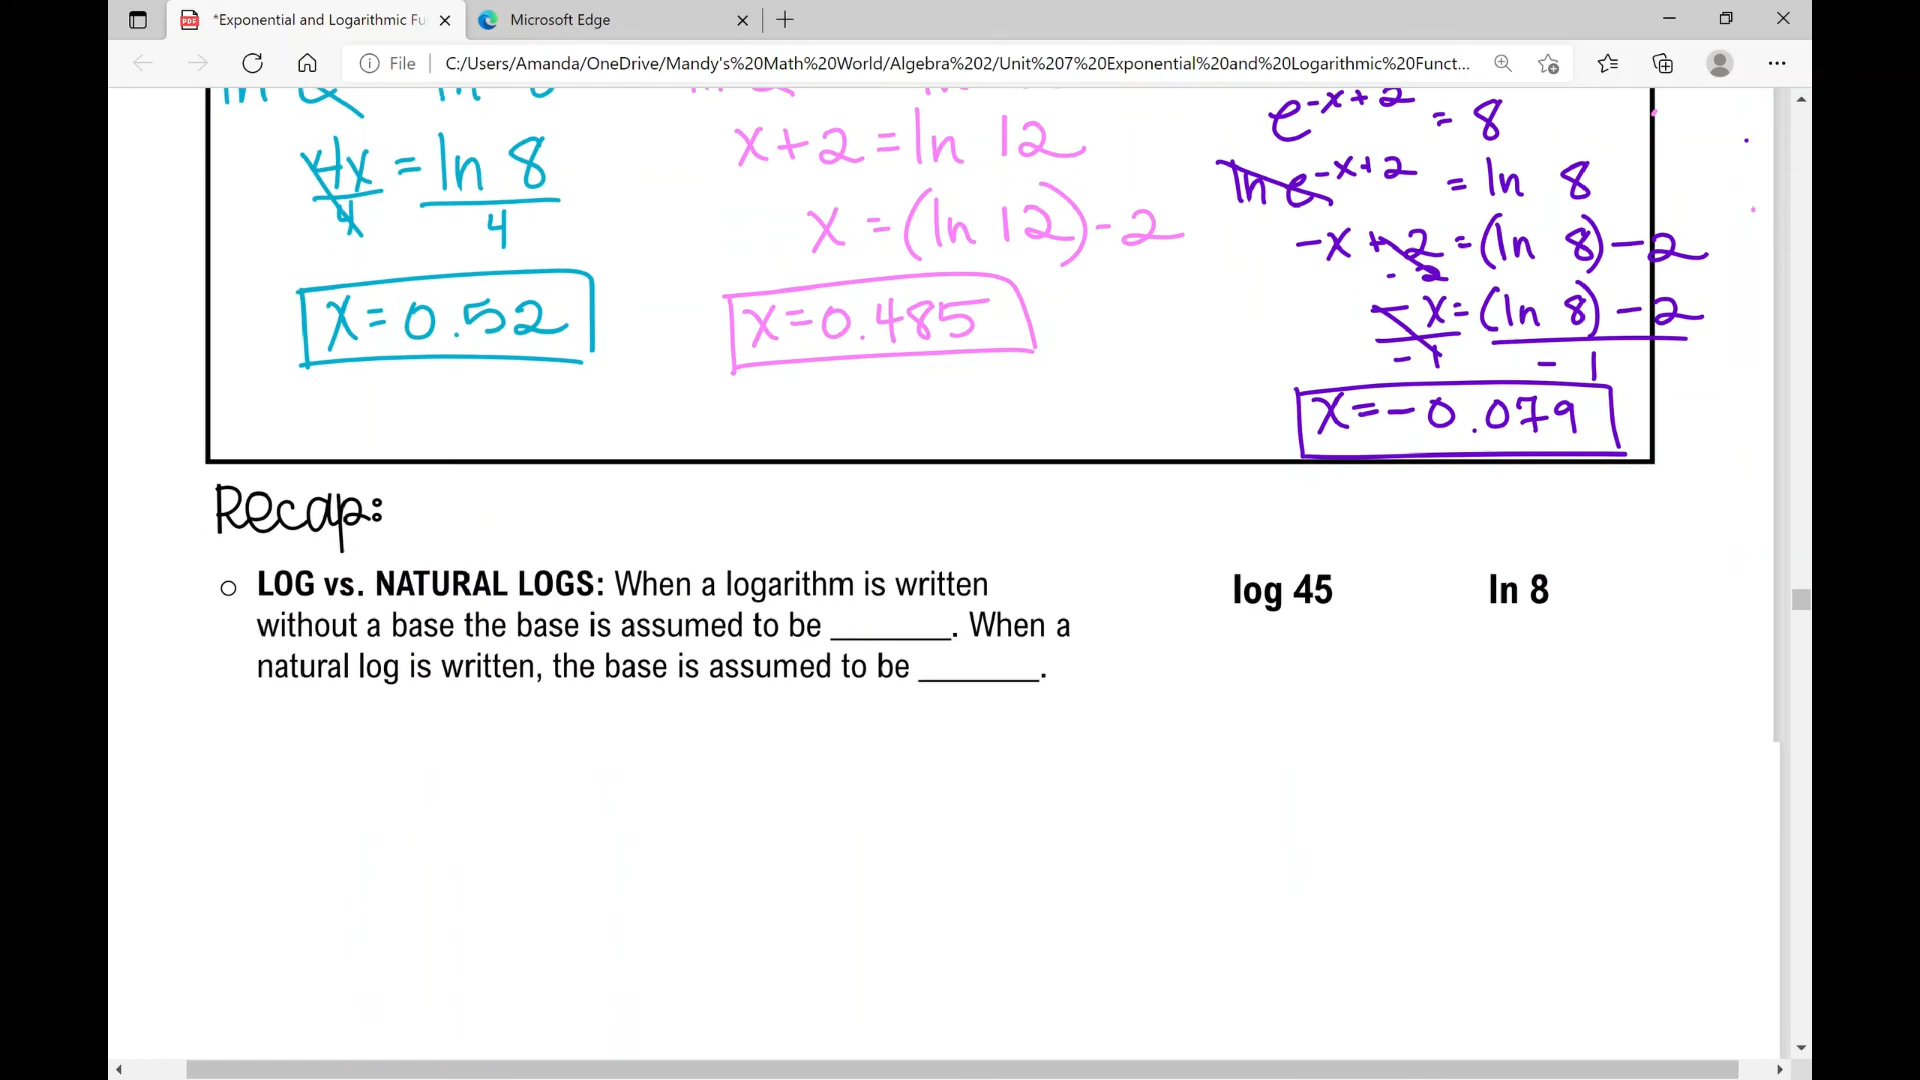 *Exponential and Logarithmic Fu
Microsoft Edge
File
C:/Users/Amanda/OneDrive/Mandy's%20Math%20World/Algebra%202/Unit%207%20Exponential%20and%20Logarithmic%20Funct...
4x = ln 8
4 4
x = 0.52
x + 2 = ln 12
x = (ln 12) - 2
x = 0.485
e^-x+2 = 8
ln e^-x+2 = ln 8
-x + 2 = (ln 8) - 2
- 2
-x = (ln 8) - 2
-1 -1
x = -0.079
Recap:
LOG vs. NATURAL LOGS: When a logarithm is written
without a base the base is assumed to be _______. When a
natural log is written, the base is assumed to be _______.
log 45 ln 8